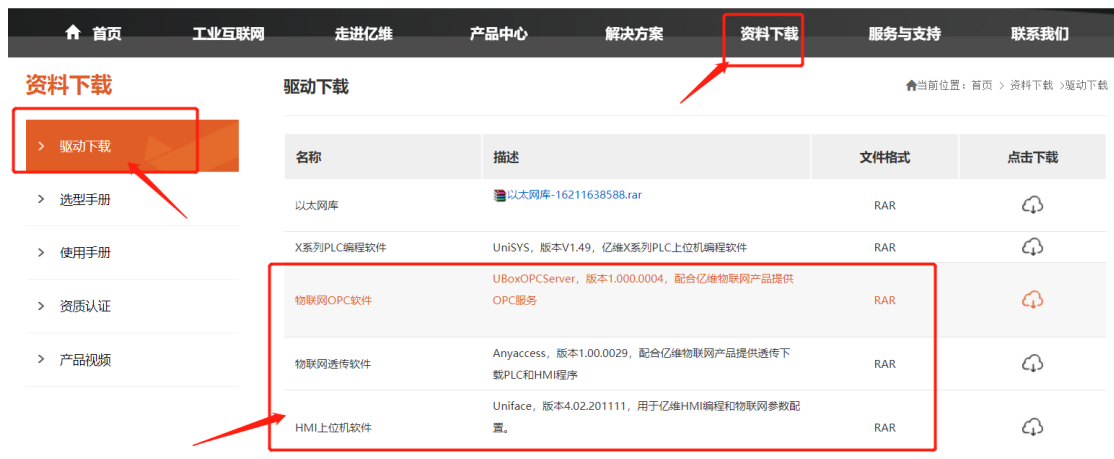 首页 工业互联网 走进亿维 产品中心 解决方案 资料下载 服务与支持 联系我们
资料下载
驱动下载
选型手册
使用手册
资质认证
产品视频
驱动下载
当前位置：首页 > 资料下载 >驱动下载
名称 描述 文件格式 点击下载
以太网库 以太网库-16211638588.rar RAR
X系列PLC编程软件 UniSYS，版本V1.49，亿维X系列PLC上位机编程软件 RAR
物联网OPC软件 UBoxOPCServer，版本1.000.0004，配合亿维物联网产品提供
OPC服务 RAR
物联网透传软件 Anyaccess，版本1.00.0029，配合亿维物联网产品提供透传下
载PLC和HMI程序 RAR
HMI上位机软件 Uniface，版本4.02.201111，用于亿维HMI编程和物联网参数配
置。 RAR